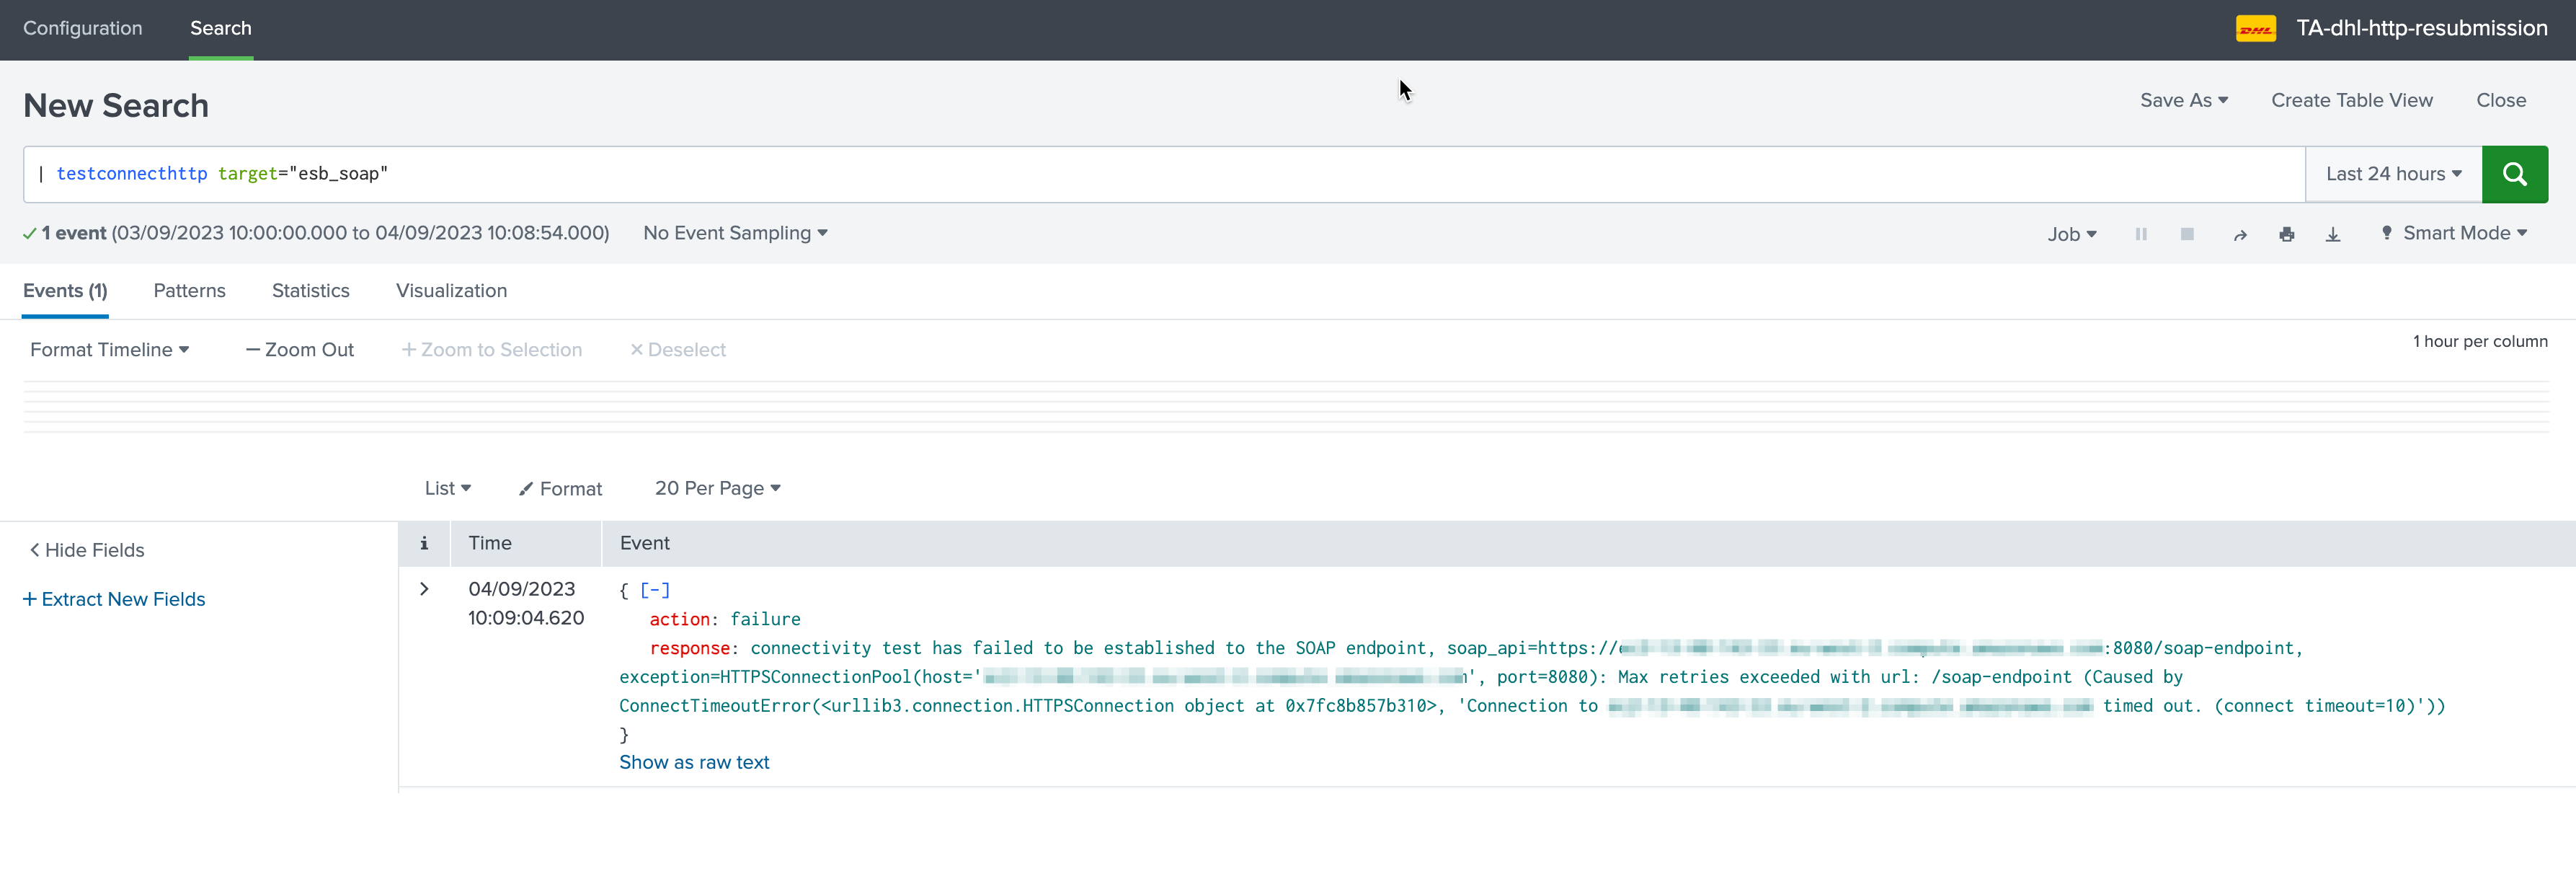 Configuration Search DHL TA-dhl-http-resubmission
New Search Save As Create Table View Close
| testconnecthttp target="esb_soap" Last 24 hours
1 event (03/09/2023 10:00:00.000 to 04/09/2023 10:08:54.000) No Event Sampling Job Smart Mode
Events (1) Patterns Statistics Visualization
Format Timeline — Zoom Out + Zoom to Selection × Deselect 1 hour per column
List Format 20 Per Page
< Hide Fields i Time Event
+ Extract New Fields
> 04/09/2023 { [-]
10:09:04.620 action: failure
response: connectivity test has failed to be established to the SOAP endpoint, soap_api=https:// :8080/soap-endpoint,
exception=HTTPSConnectionPool(host=' ', port=8080): Max retries exceeded with url: /soap-endpoint (Caused by
ConnectTimeoutError(<urllib3.connection.HTTPSConnection object at 0x7fc8b857b310>, 'Connection to timed out. (connect timeout=10)'))
}
Show as raw text